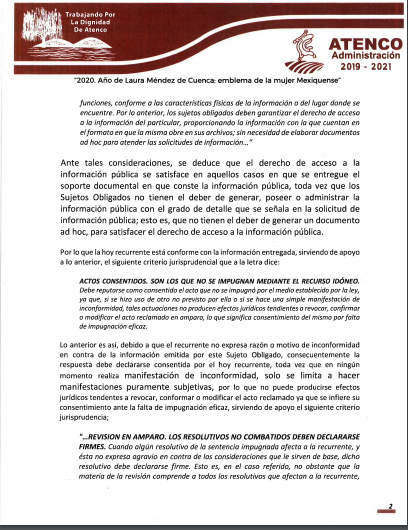 Trabajando Por
La Dignidad
De Atenco
ATENCO
Administración
2019 - 2021
"2020. Año de Laura Méndez de Cuenca; emblema de la mujer Mexiquense"
funciones, conforme a las características físicas de la información o del lugar donde se
encuentre. Por lo anterior, los sujetos obligados deben garantizar el derecho de acceso
a la información del particular, proporcionando la información con la que cuentan en
el formato en que la misma obre en sus archivos; sin necesidad de elaborar documentos
ad hoc para atender las solicitudes de información..."
Ante tales consideraciones, se deduce que el derecho de acceso a la
información pública se satisface en aquellos casos en que se entregue el
soporte documental en que conste la información pública, toda vez que los
Sujetos Obligados no tienen el deber de generar, poseer o administrar la
información pública con el grado de detalle que se señala en la solicitud de
información pública; esto es, que no tienen el deber de generar un documento
ad hoc, para satisfacer el derecho de acceso a la información pública.
Por lo que la hoy recurrente está conforme con la información entregada, sirviendo de apoyo
a lo anterior, el siguiente criterio jurisprudencial que a la letra dice:
ACTOS CONSENTIDOS. SON LOS QUE NO SE IMPUGNAN MEDIANTE EL RECURSO IDÓNEO.
Debe reputarse como consentido el acto que no se impugnó por el medio establecido por la ley,
ya que, si se hizo uso de otro no previsto por ella o si se hace una simple manifestación de
inconformidad, tales actuaciones no producen efectos jurídicos tendientes a revocar, confirmar
o modificar el acto reclamado en amparo, lo que significa consentimiento del mismo por falta
de impugnación eficaz.
Lo anterior es así, debido a que el recurrente no expresa razón o motivo de inconformidad
en contra de la información emitida por este Sujeto Obligado, consecuentemente la
respuesta debe declararse consentida por el hoy recurrente, toda vez que en ningún
momento realiza manifestación de inconformidad, solo se limita a hacer
manifestaciones puramente subjetivas, por lo que no puede producirse efectos
jurídicos tendentes a revocar, conformar o modificar el acto reclamado ya que se infiere su
consentimiento ante la falta de impugnación eficaz, sirviendo de apoyo el siguiente criterio
jurisprudencia;
"...REVISION EN AMPARO. LOS RESOLUTIVOS NO COMBATIDOS DEBEN DECLARARSE
FIRMES. Cuando algún resolutivo de la sentencia impugnada afecta a la recurrente, y
ésta no expresa agravio en contra de las consideraciones que le sirven de base, dicho
resolutivo debe declararse firme. Esto es, en el caso referido, no obstante que la
materia de la revisión comprende a todos los resolutivos que afectan a la recurrente,
2